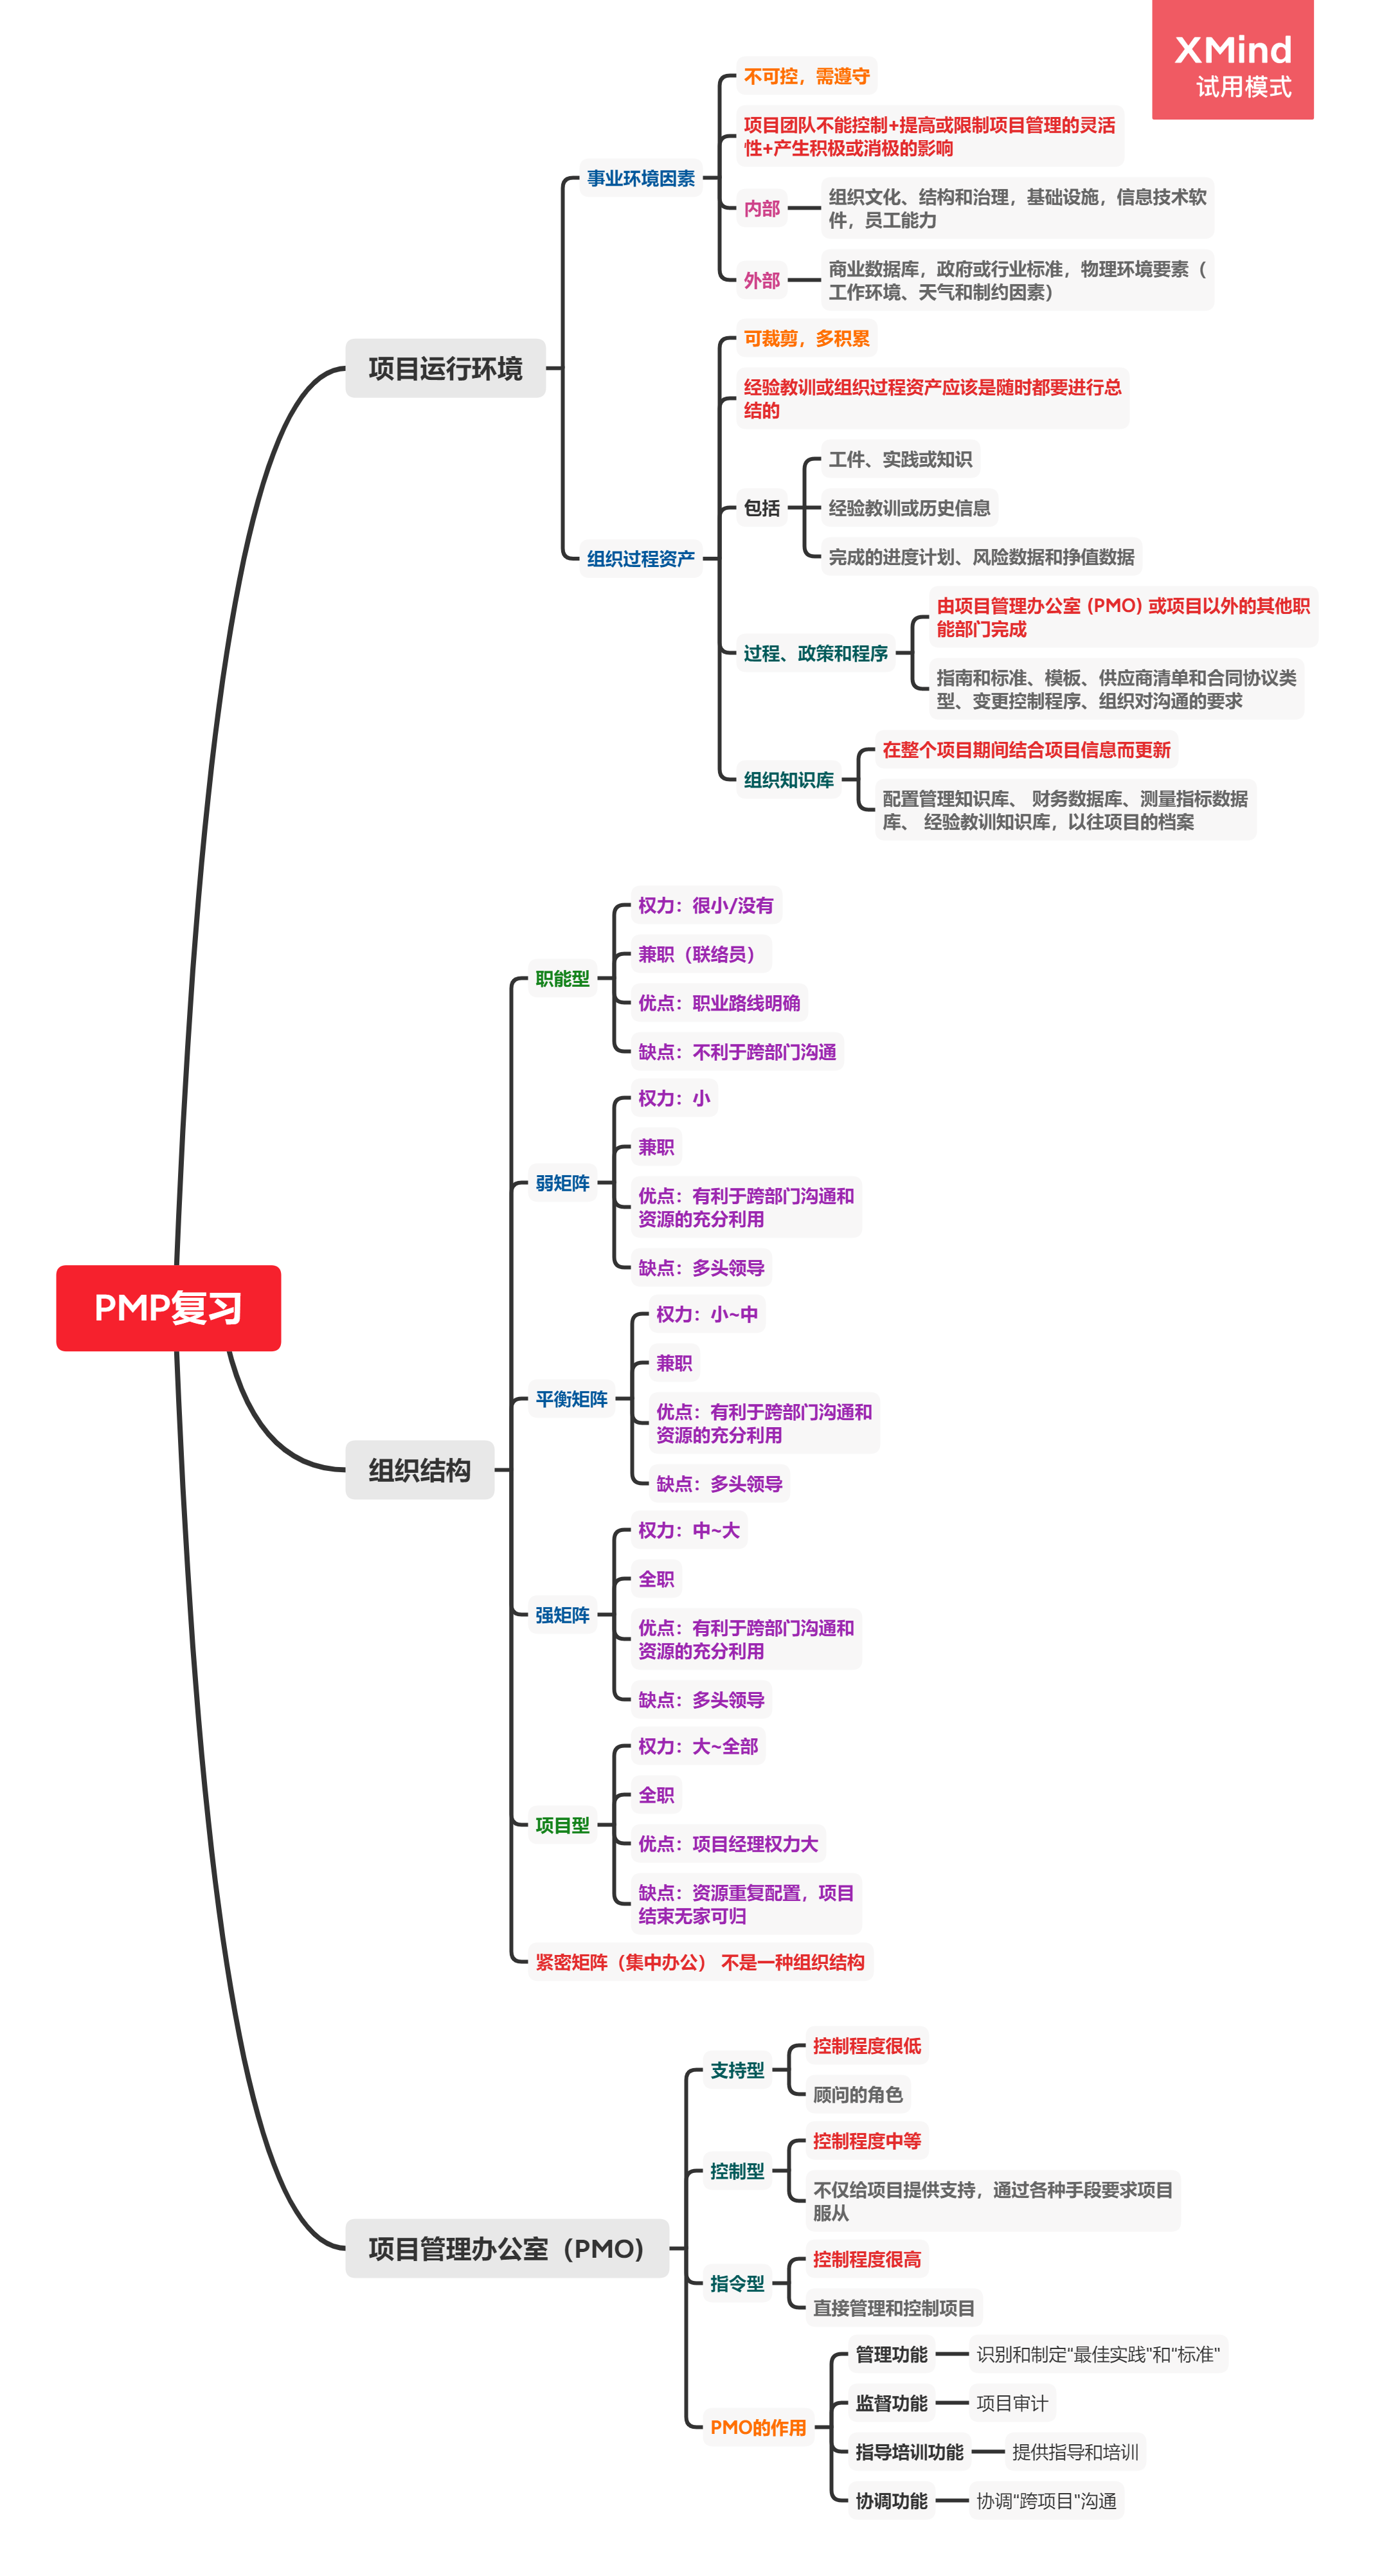 XMind
试用模式
PMP复习
项目运行环境
事业环境因素
不可控，需遵守
项目团队不能控制+提高或限制项目管理的灵活
性+产生积极或消极的影响
内部
组织文化、结构和治理，基础设施，信息技术软
件，员工能力
外部
商业数据库，政府或行业标准，物理环境要素（
工作环境、天气和制约因素）
组织过程资产
可裁剪，多积累
经验教训或组织过程资产应该是随时都要进行总
结的
包括
工件、实践或知识
经验教训或历史信息
完成的进度计划、风险数据和挣值数据
过程、政策和程序
由项目管理办公室 (PMO) 或项目以外的其他职
能部门完成
指南和标准、模板、供应商清单和合同协议类
型、变更控制程序、组织对沟通的要求
组织知识库
在整个项目期间结合项目信息而更新
配置管理知识库、 财务数据库、测量指标数据
库、 经验教训知识库，以往项目的档案
组织结构
职能型
权力：很小/没有
兼职（联络员）
优点：职业路线明确
缺点：不利于跨部门沟通
弱矩阵
权力：小
兼职
优点：有利于跨部门沟通和
资源的充分利用
缺点：多头领导
平衡矩阵
权力：小~中
兼职
优点：有利于跨部门沟通和
资源的充分利用
缺点：多头领导
强矩阵
权力：中~大
全职
优点：有利于跨部门沟通和
资源的充分利用
缺点：多头领导
项目型
权力：大~全部
全职
优点：项目经理权力大
缺点：资源重复配置，项目
结束无家可归
紧密矩阵（集中办公） 不是一种组织结构
项目管理办公室（PMO)
支持型
控制程度很低
顾问的角色
控制型
控制程度中等
不仅给项目提供支持，通过各种手段要求项目
服从
指令型
控制程度很高
直接管理和控制项目
PMO的作用
管理功能
识别和制定"最佳实践"和"标准"
监督功能
项目审计
指导培训功能
提供指导和培训
协调功能
协调"跨项目"沟通